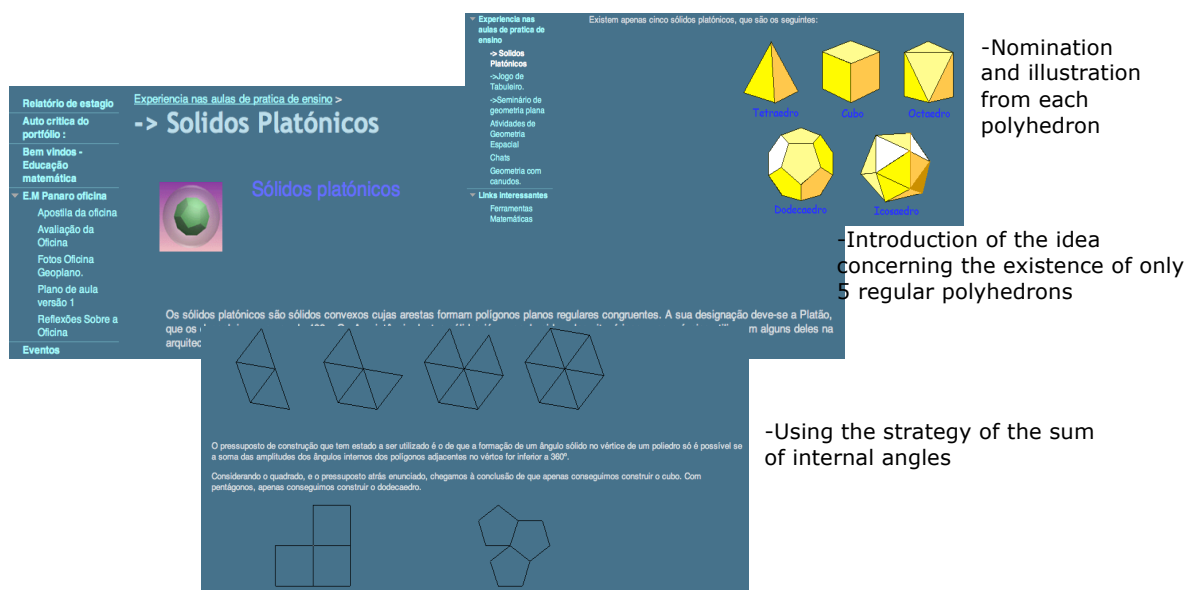 Experiencia nas
aulas de pratica de
ensino
-> Solidos
Platónicos
->Jogo de
Tabuleiro.
->Seminário de
geometria plana
Atividades de
Geometria
Espacial
Chats
Geometria com
canudos.
Links interessantes
Ferramentas
Matemáticas
Existem apenas cinco sólidos platónicos, que são os seguintes:
Tetraedro
Cubo
Octaedro
Dodecaedro
Icosaedro
-Nomination
and illustration
from each
polyhedron
Relatório de estagio
Auto critica do
portfólio :
Bem vindos -
Educação
matemática
E.M Panaro oficina
Apostila da oficina
Avaliação da
Oficina
Fotos Oficina
Geoplano.
Plano de aula
versão 1
Reflexões Sobre a
Oficina
Eventos
Experiencia nas aulas de pratica de ensino >
-> Solidos Platónicos
Sólidos platónicos
-Introduction of the idea
concerning the existence of only
5 regular polyhedrons
Os sólidos platónicos são sólidos convexos cujas arestas formam polígonos planos regulares congruentes. A sua designação deve-se a Platão,
que os
alguns deles na
arquitec
O pressuposto de construção que tem estado a ser utilizado é o de que a formação de um ângulo sólido no vértice de um poliedro só é possível se
a soma das amplitudes dos ângulos internos dos polígonos adjacentes no vértce for inferior a 360º.
Considerando o quadrado, e o pressuposto atrás enunciado, chegamos à conclusão de que apenas conseguimos construir o cubo. Com
pentágonos, apenas conseguimos construir o dodecaedro.
-Using the strategy of the sum
of internal angles